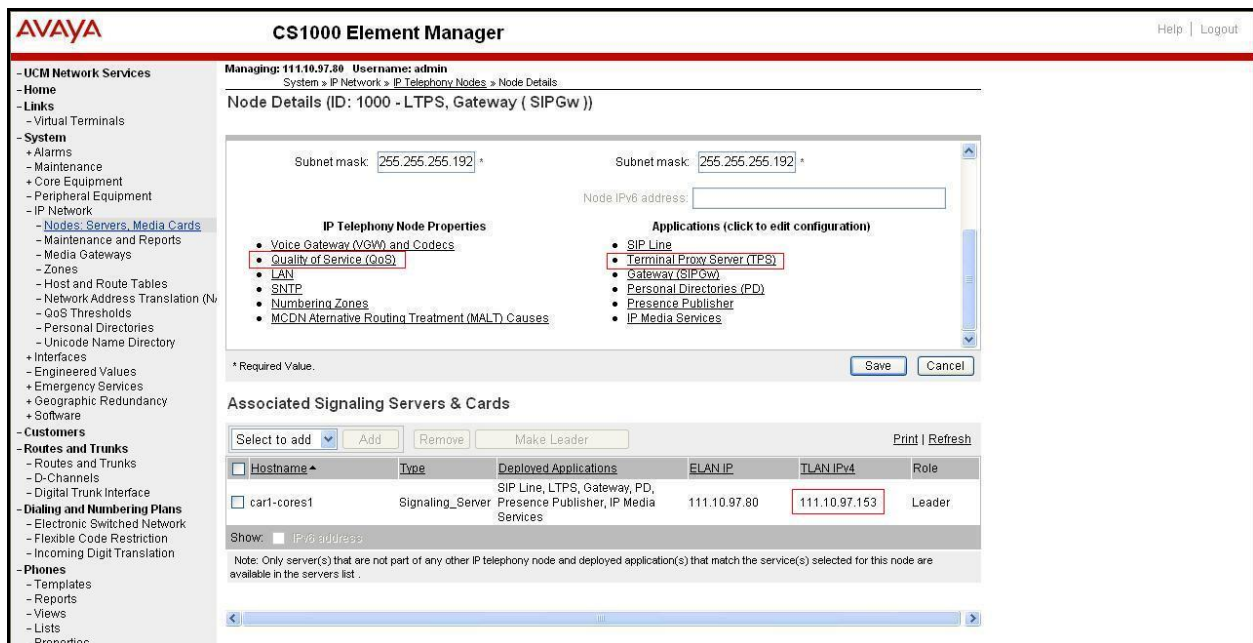 AVAYA
CS1000 Element Manager
Help | Logout
- UCM Network Services
- Home
- Links
- Virtual Terminals
- System
+ Alarms
- Maintenance
+ Core Equipment
- Peripheral Equipment
- IP Network
- Nodes: Servers, Media Cards
- Maintenance and Reports
- Media Gateways
- Zones
- Host and Route Tables
- Network Address Translation (N
- QoS Thresholds
- Personal Directories
- Unicode Name Directory
+ Interfaces
- Engineered Values
+ Emergency Services
+ Geographic Redundancy
+ Software
- Customers
- Routes and Trunks
- Routes and Trunks
- D-Channels
- Digital Trunk Interface
- Dialing and Numbering Plans
- Electronic Switched Network
- Flexible Code Restriction
- Incoming Digit Translation
- Phones
- Templates
- Reports
- Views
- Lists
- Properties
Managing: 111.10.97.80 Username: admin
System » IP Network » IP Telephony Nodes » Node Details
Node Details (ID: 1000 - LTPS, Gateway ( SIPGw ))
Subnet mask: 255.255.255.192 *
Subnet mask: 255.255.255.192 *
Node IPv6 address:
IP Telephony Node Properties
• Voice Gateway (VGW) and Codecs
• Quality of Service (QoS)
• LAN
• SNTP
• Numbering Zones
• MCDN Aternative Routing Treatment (MALT) Causes
Applications (click to edit configuration)
• SIP Line
• Terminal Proxy Server (TPS)
• Gateway (SIPGw)
• Personal Directories (PD)
• Presence Publisher
• IP Media Services
* Required Value.
Save Cancel
Associated Signaling Servers & Cards
Select to add Add Remove Make Leader Print | Refresh
Hostname Type Deployed Applications ELAN IP TLAN IPv4 Role
car1-cores1 Signaling_Server SIP Line, LTPS, Gateway, PD, Presence Publisher, IP Media Services 111.10.97.80 111.10.97.153 Leader
Show: IPv6 address
Note: Only server(s) that are not part of any other IP telephony node and deployed application(s) that match the service(s) selected for this node are
available in the servers list .